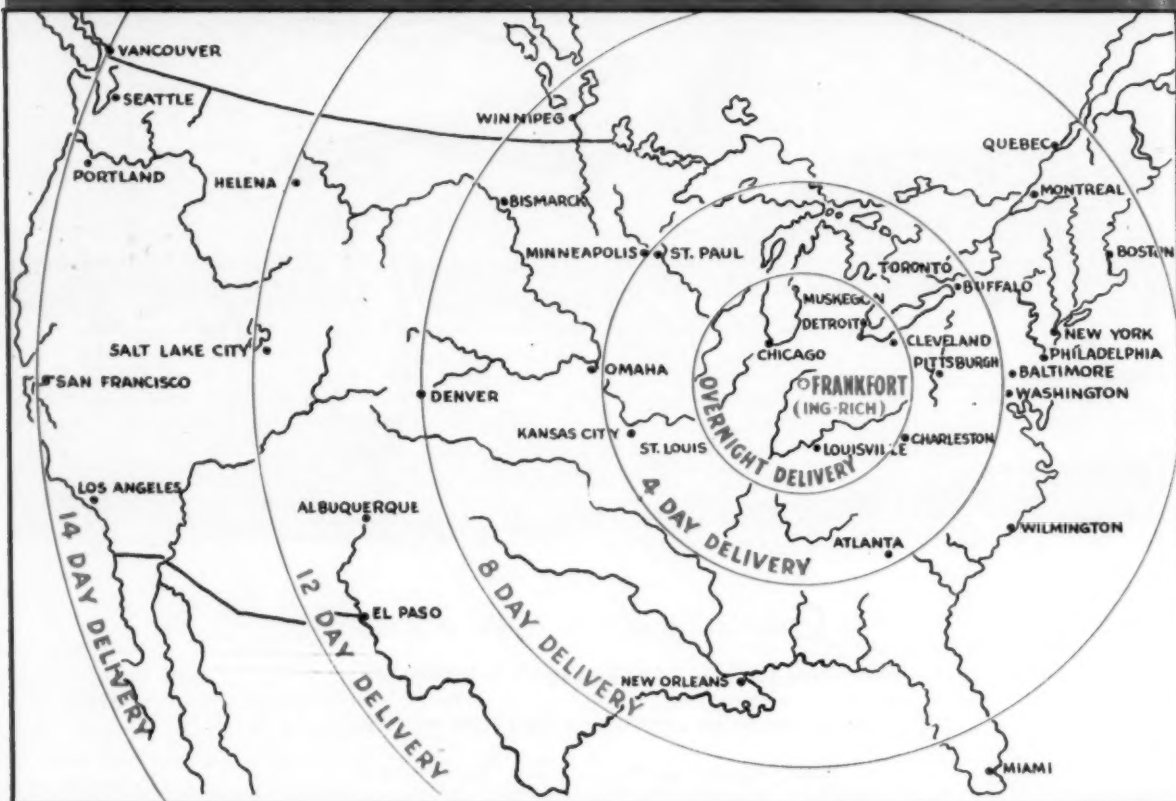 VANCOUVER
SEATTLE
WINNIPEG
QUEBEC
PORTLAND
HELENA
MONTREAL
BISMARCK
MINNEAPOLIS
ST. PAUL
TORONTO
BOSTON
BUFFALO
MUSKEGON
DETROIT
NEW YORK
SALT LAKE CITY
CHICAGO
CLEVELAND
PHILADELPHIA
PITTSBURGH
OMAHA
BALTIMORE
SAN FRANCISCO
FRANKFORT
(ING-RICH)
DENVER
WASHINGTON
KANSAS CITY
ST. LOUIS
LOUISVILLE
CHARLESTON
OVERNIGHT DELIVERY
LOS ANGELES
ALBUQUERQUE
4 DAY DELIVERY
ATLANTA
WILMINGTON
14 DAY DELIVERY
12 DAY DELIVERY
8 DAY DELIVERY
EL PASO
NEW ORLEANS
MIAMI